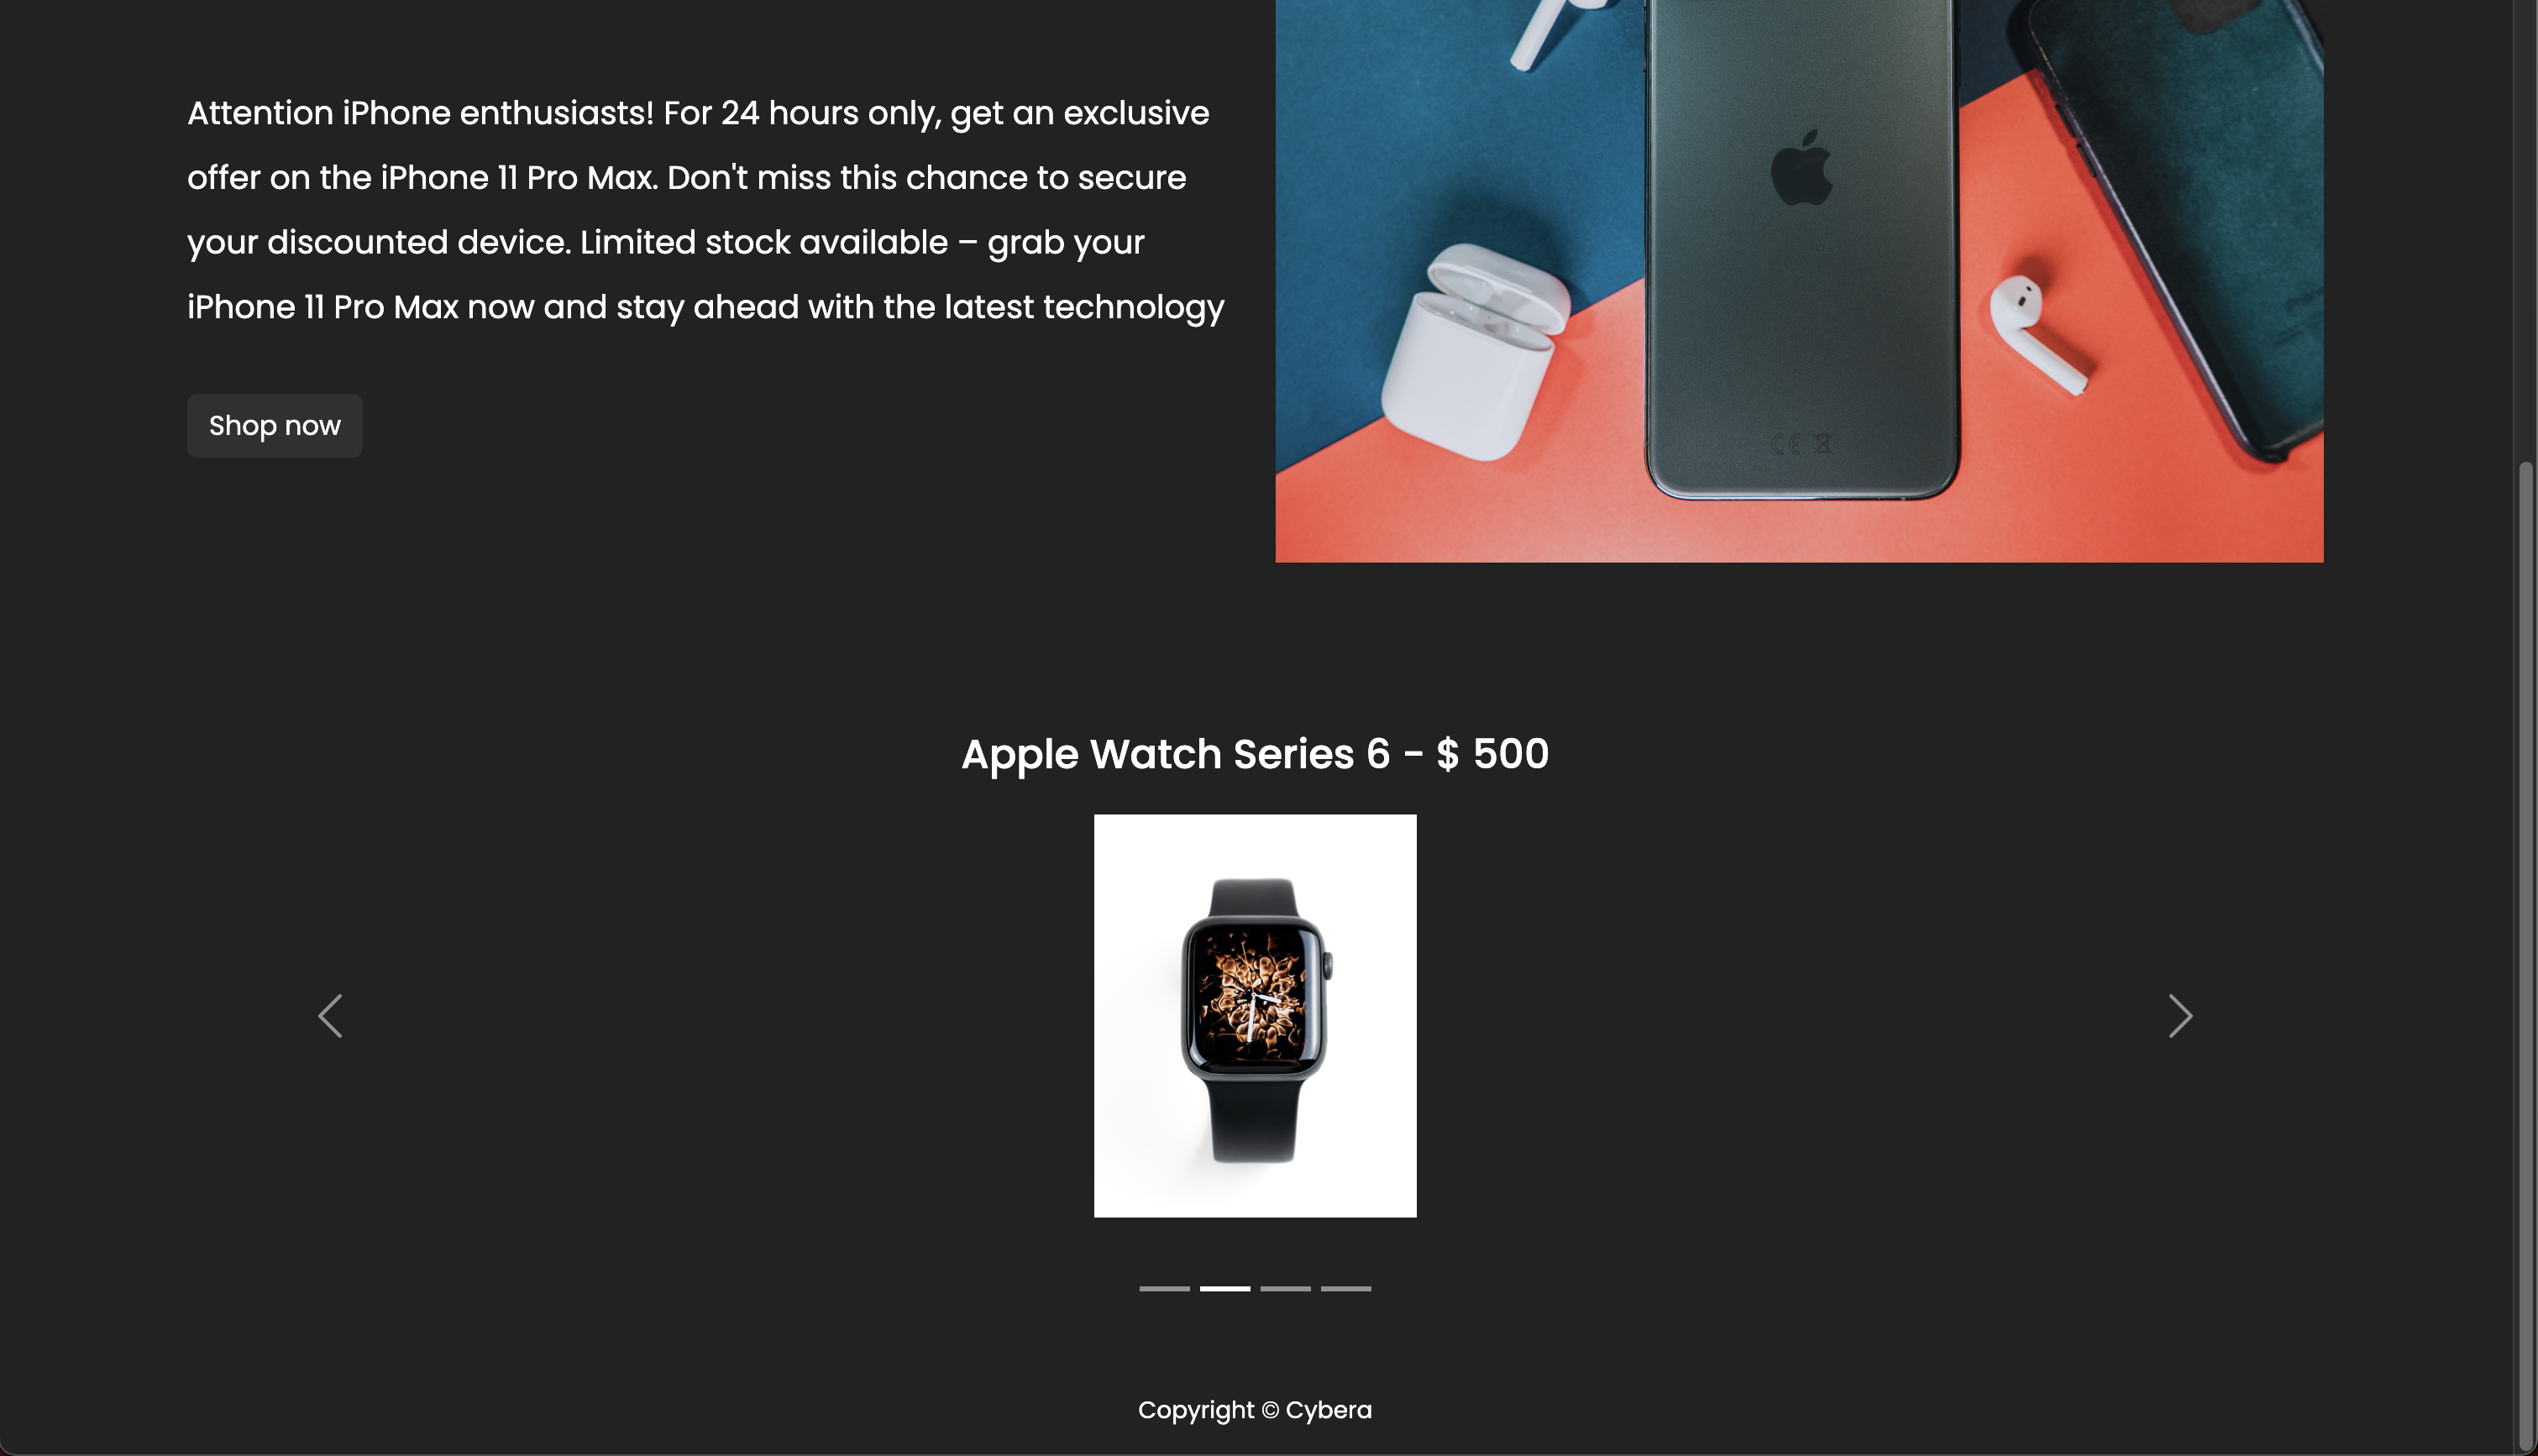 Attention iPhone enthusiasts! For 24 hours only, get an exclusive
offer on the iPhone 11 Pro Max. Don't miss this chance to secure
your discounted device. Limited stock available – grab your
iPhone 11 Pro Max now and stay ahead with the latest technology
Shop now
CE
Apple Watch Series 6 - $ 500
Copyright © Cybera